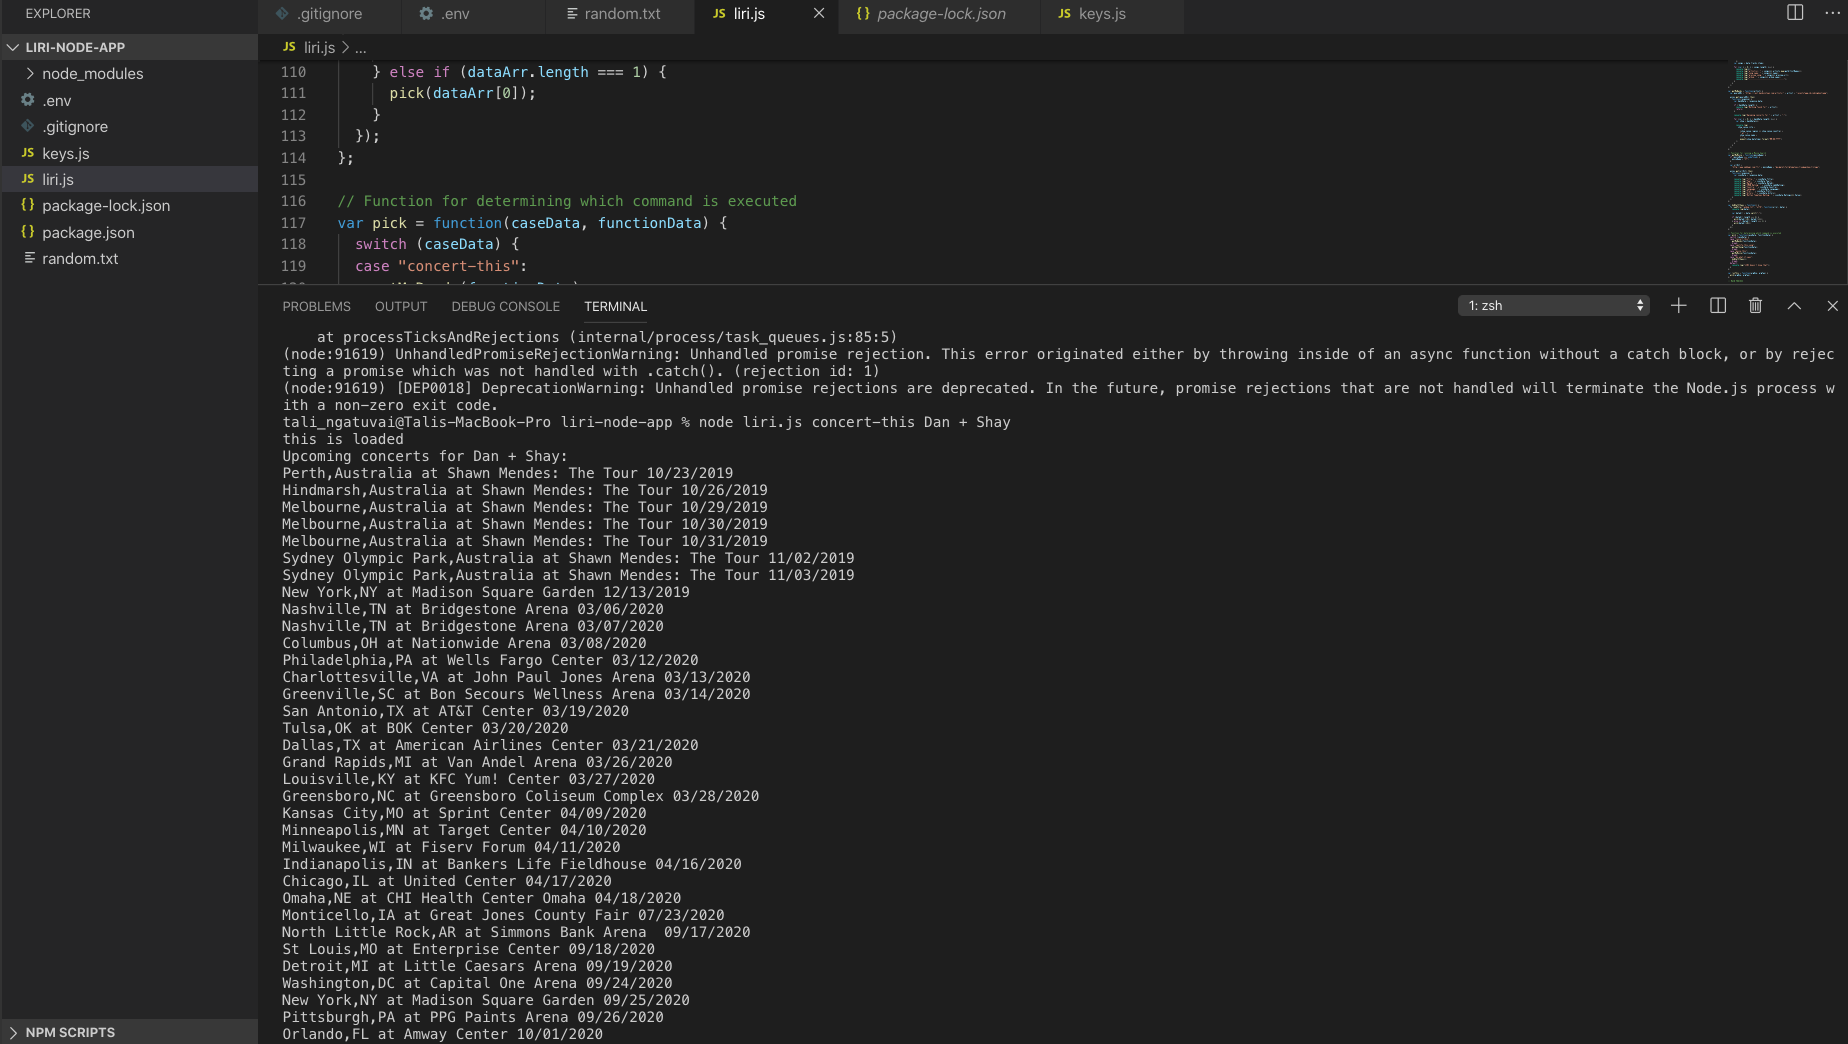 EXPLORER
LIRI-NODE-APP
node_modules
.env
.gitignore
JS keys.js
JS liri.js
{} package-lock.json
{} package.json
random.txt
NPM SCRIPTS
.gitignore
.env
random.txt
JS liri.js
{} package-lock.json
JS keys.js
JS liri.js > ...
110 } else if (dataArr.length === 1) {
111 pick(dataArr[0]);
112 }
113 });
114 };
115
116 // Function for determining which command is executed
117 var pick = function(caseData, functionData) {
118 switch (caseData) {
119 case "concert-this":
PROBLEMS OUTPUT DEBUG CONSOLE TERMINAL 1: zsh
at processTicksAndRejections (internal/process/task_queues.js:85:5)
(node:91619) UnhandledPromiseRejectionWarning: Unhandled promise rejection. This error originated either by throwing inside of an async function without a catch block, or by rejec
ting a promise which was not handled with .catch(). (rejection id: 1)
(node:91619) [DEP0018] DeprecationWarning: Unhandled promise rejections are deprecated. In the future, promise rejections that are not handled will terminate the Node.js process w
ith a non-zero exit code.
tali_ngatuvai@Talis-MacBook-Pro liri-node-app % node liri.js concert-this Dan + Shay
this is loaded
Upcoming concerts for Dan + Shay:
Perth,Australia at Shawn Mendes: The Tour 10/23/2019
Hindmarsh,Australia at Shawn Mendes: The Tour 10/26/2019
Melbourne,Australia at Shawn Mendes: The Tour 10/29/2019
Melbourne,Australia at Shawn Mendes: The Tour 10/30/2019
Melbourne,Australia at Shawn Mendes: The Tour 10/31/2019
Sydney Olympic Park,Australia at Shawn Mendes: The Tour 11/02/2019
Sydney Olympic Park,Australia at Shawn Mendes: The Tour 11/03/2019
New York,NY at Madison Square Garden 12/13/2019
Nashville,TN at Bridgestone Arena 03/06/2020
Nashville,TN at Bridgestone Arena 03/07/2020
Columbus,OH at Nationwide Arena 03/08/2020
Philadelphia,PA at Wells Fargo Center 03/12/2020
Charlottesville,VA at John Paul Jones Arena 03/13/2020
Greenville,SC at Bon Secours Wellness Arena 03/14/2020
San Antonio,TX at AT&T Center 03/19/2020
Tulsa,OK at BOK Center 03/20/2020
Dallas,TX at American Airlines Center 03/21/2020
Grand Rapids,MI at Van Andel Arena 03/26/2020
Louisville,KY at KFC Yum! Center 03/27/2020
Greensboro,NC at Greensboro Coliseum Complex 03/28/2020
Kansas City,MO at Sprint Center 04/09/2020
Minneapolis,MN at Target Center 04/10/2020
Milwaukee,WI at Fiserv Forum 04/11/2020
Indianapolis,IN at Bankers Life Fieldhouse 04/16/2020
Chicago,IL at United Center 04/17/2020
Omaha,NE at CHI Health Center Omaha 04/18/2020
Monticello,IA at Great Jones County Fair 07/23/2020
North Little Rock,AR at Simmons Bank Arena  09/17/2020
St Louis,MO at Enterprise Center 09/18/2020
Detroit,MI at Little Caesars Arena 09/19/2020
Washington,DC at Capital One Arena 09/24/2020
New York,NY at Madison Square Garden 09/25/2020
Pittsburgh,PA at PPG Paints Arena 09/26/2020
Orlando,FL at Amway Center 10/01/2020